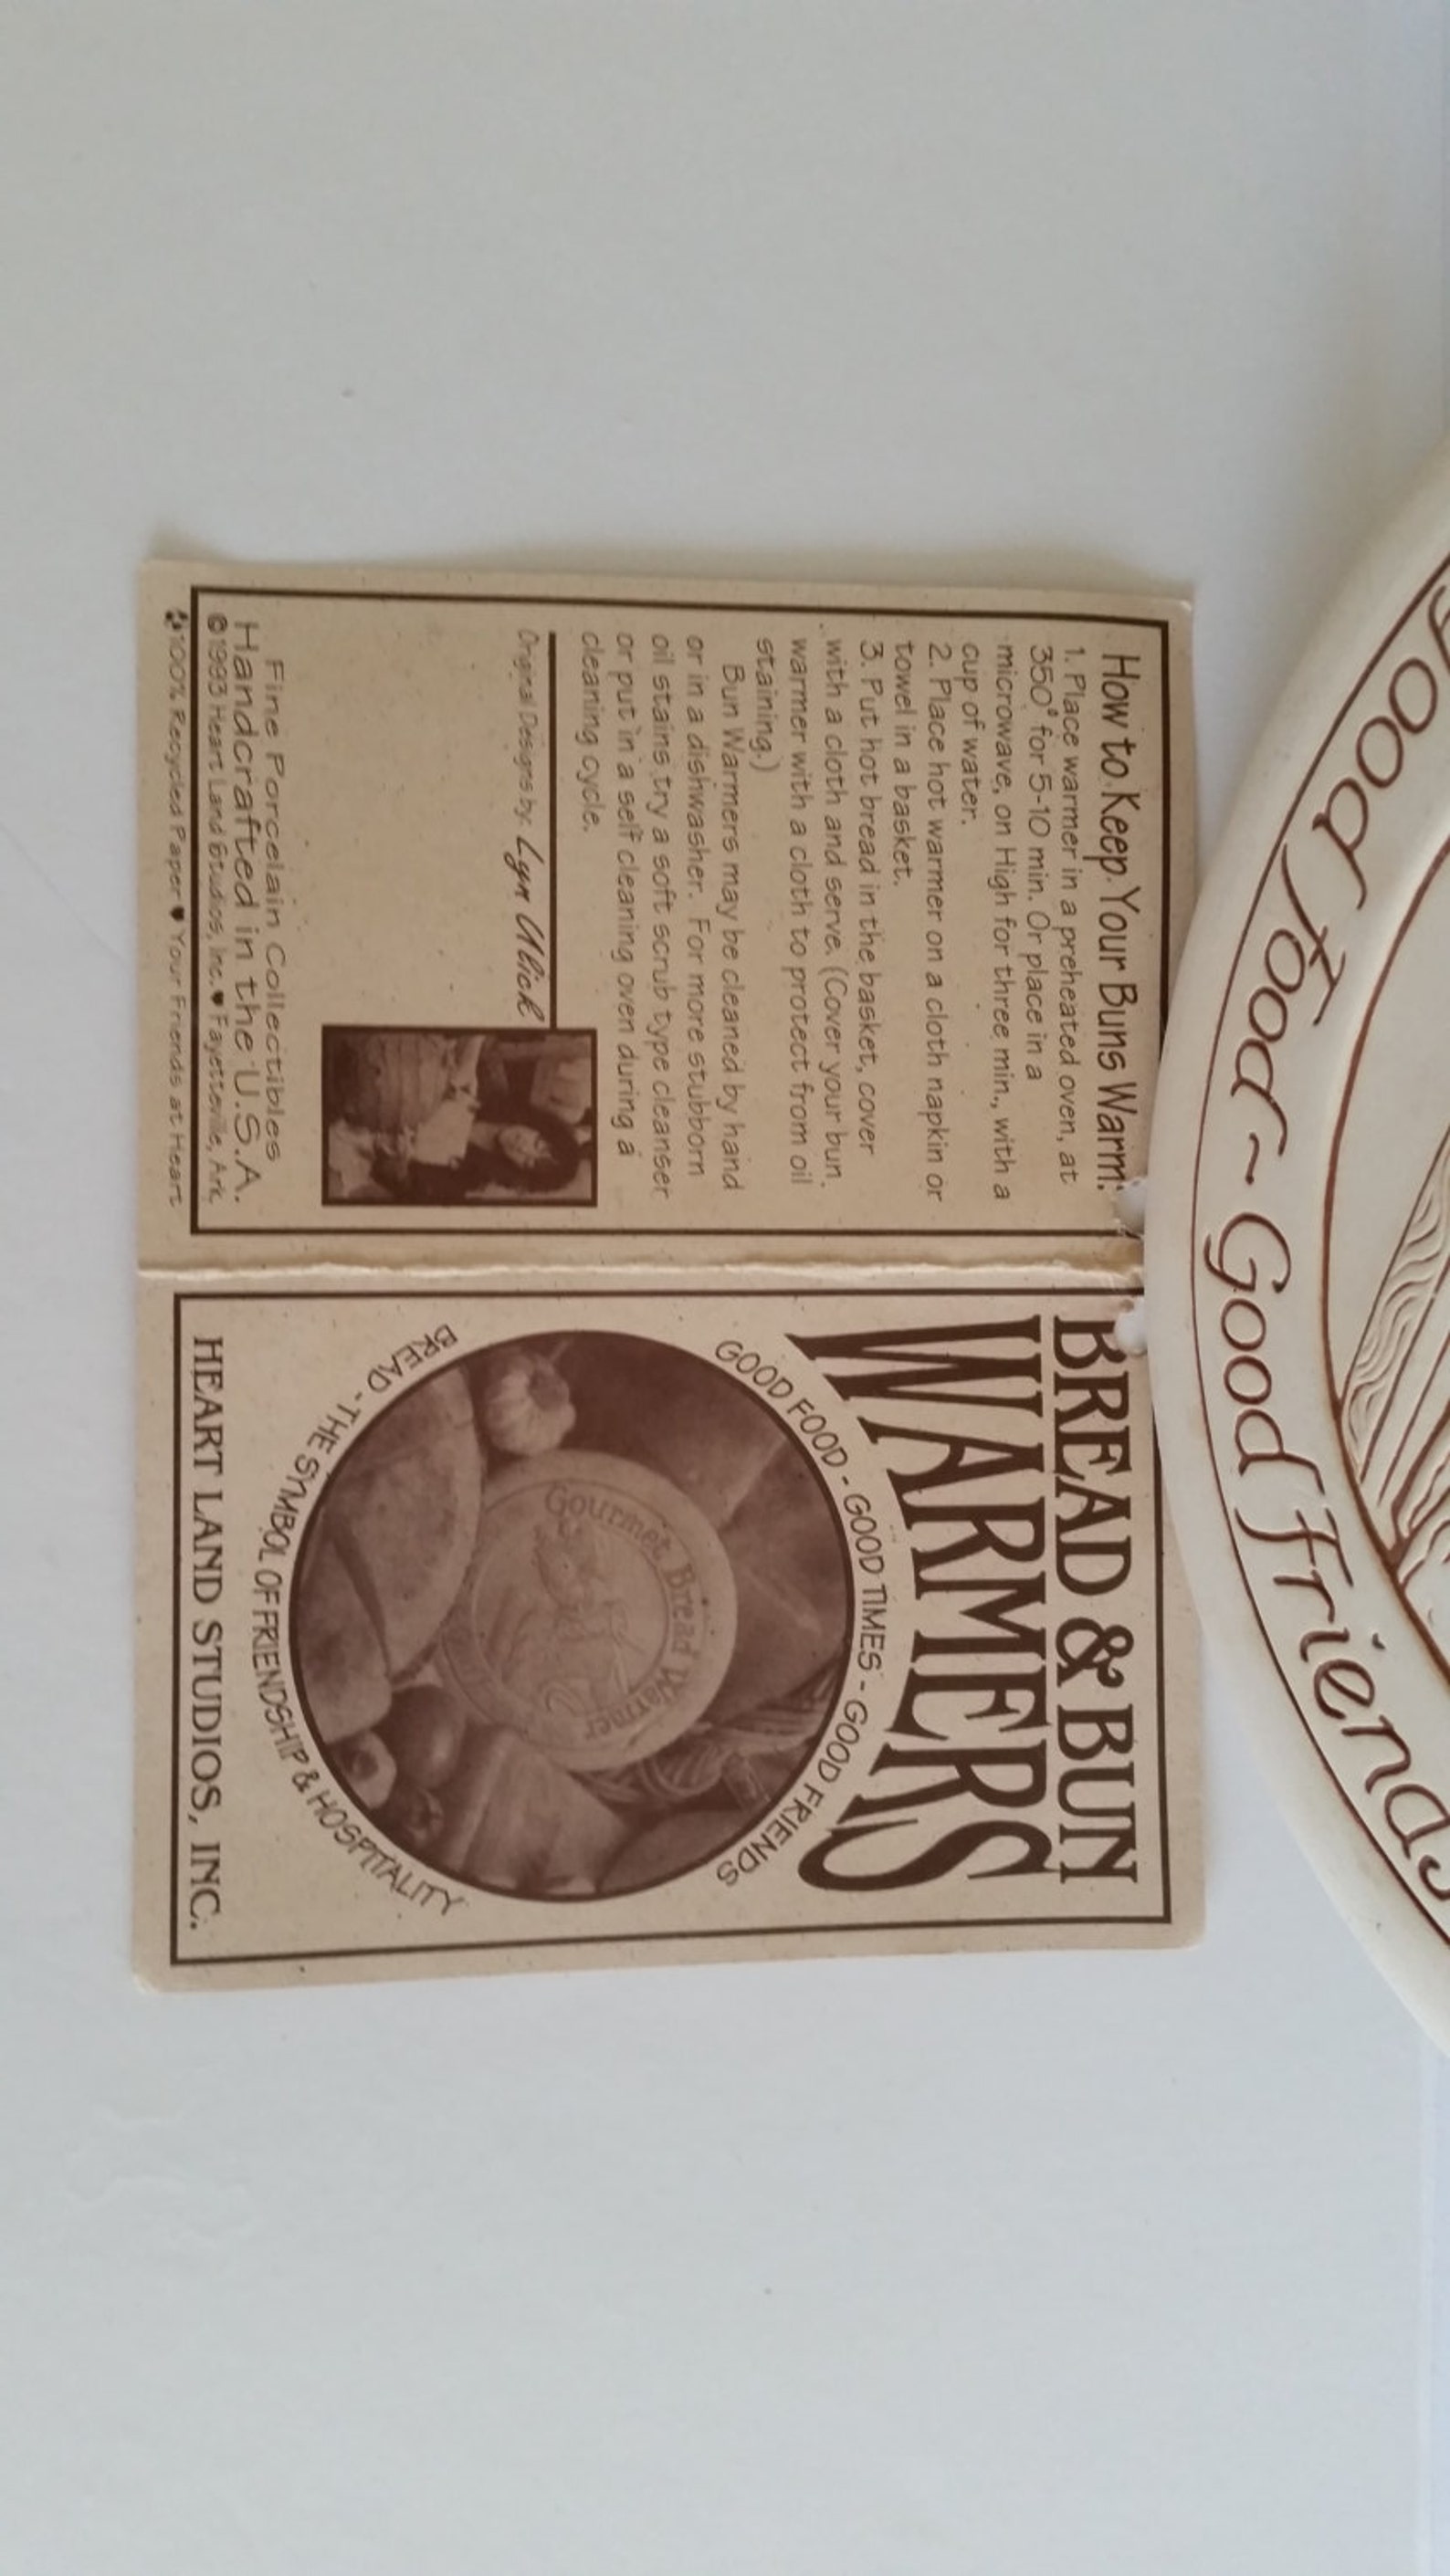 How to Keep Your Buns Warm:
1. Place warmer in a preheated oven, at
350° for 5-10 min. Or place in a
microwave, on High for three min., with a
cup of water.
2. Place hot warmer on a cloth napkin or
towel in a basket.
3. Put hot bread in the basket, cover
with a cloth and serve. (Cover your bun
warmer with a cloth to protect from oil
staining.)
Bun Warmers may be cleaned by hand
or in a dishwasher. For more stubborn
oil stains try a soft scrub type cleanser
or put in a self cleaning oven during a
cleaning cycle.
Original Designs by: Lyn Ulick
Fine Porcelain Collectibles
Handcrafted in the U.S.A.
©1993 Heart Land Studios, Inc. ♥ Fayetteville, Ark.
100% Recycled Paper ♥ Your Friends at Heart
BREAD & BUN
WARMERS
GOOD FOOD - GOOD TIMES - GOOD FRIENDS
Gourmet Bread Warmer
BREAD - THE SYMBOL OF FRIENDSHIP & HOSPITALITY
HEART LAND STUDIOS, INC.
Good food ~ Good Friends